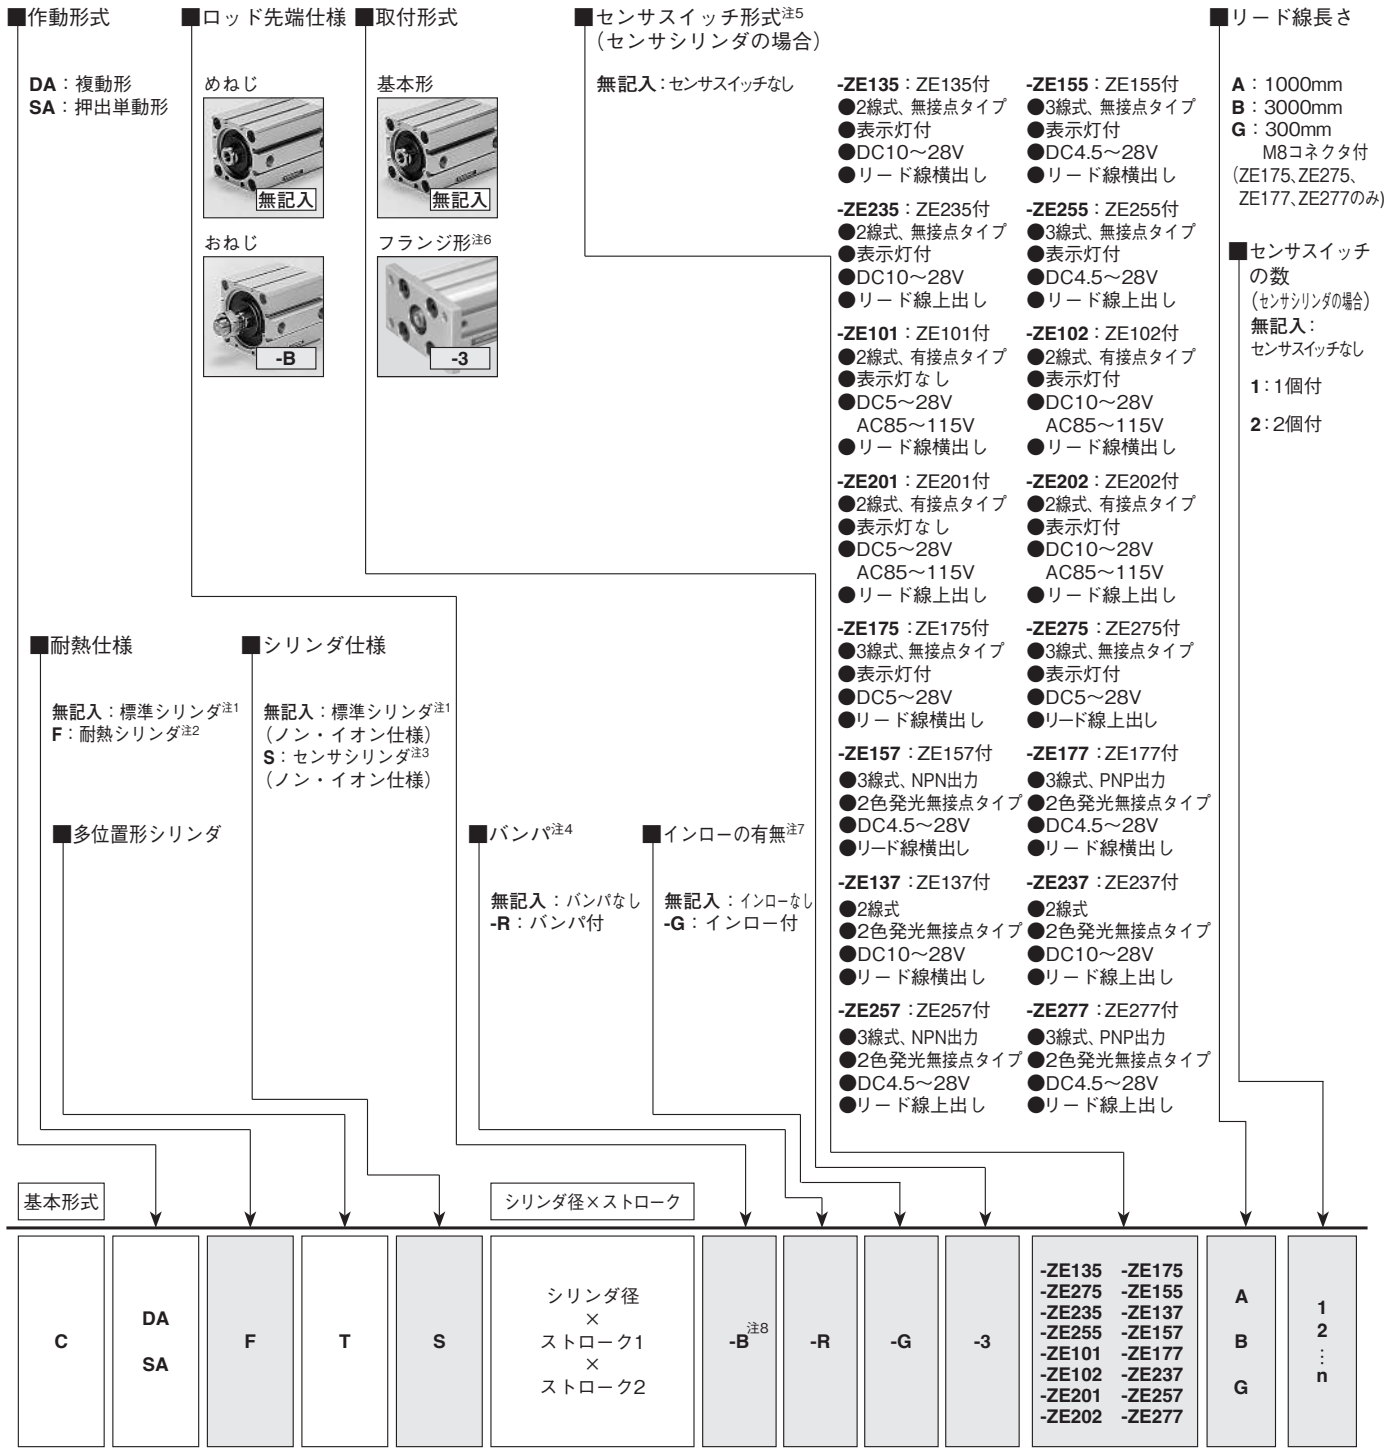 ■作動形式
DA：複動形
SA：押出単動形
■ロッド先端仕様
めねじ
無記入
おねじ
-B
■取付形式
基本形
無記入
フランジ形注6
-3
■センサスイッチ形式注5
（センサシリンダの場合）
無記入：センサスイッチなし
-ZE135：ZE135付
●2線式、無接点タイプ
●表示灯付
●DC10〜28V
●リード線横出し
-ZE155：ZE155付
●3線式、無接点タイプ
●表示灯付
●DC4.5〜28V
●リード線横出し
-ZE235：ZE235付
●2線式、無接点タイプ
●表示灯付
●DC10〜28V
●リード線上出し
-ZE255：ZE255付
●3線式、無接点タイプ
●表示灯付
●DC4.5〜28V
●リード線上出し
-ZE101：ZE101付
●2線式、有接点タイプ
●表示灯なし
●DC5〜28V
AC85〜115V
●リード線横出し
-ZE102：ZE102付
●2線式、有接点タイプ
●表示灯付
●DC10〜28V
AC85〜115V
●リード線横出し
-ZE201：ZE201付
●2線式、有接点タイプ
●表示灯なし
●DC5〜28V
AC85〜115V
●リード線上出し
-ZE202：ZE202付
●2線式、有接点タイプ
●表示灯付
●DC10〜28V
AC85〜115V
●リード線上出し
-ZE175：ZE175付
●3線式、無接点タイプ
●表示灯付
●DC5〜28V
●リード線横出し
-ZE275：ZE275付
●3線式、無接点タイプ
●表示灯付
●DC5〜28V
●リード線上出し
-ZE157：ZE157付
●3線式、NPN出力
●2色発光無接点タイプ
●DC4.5〜28V
●リード線横出し
-ZE177：ZE177付
●3線式、PNP出力
●2色発光無接点タイプ
●DC4.5〜28V
●リード線横出し
-ZE137：ZE137付
●2線式
●2色発光無接点タイプ
●DC10〜28V
●リード線横出し
-ZE237：ZE237付
●2線式
●2色発光無接点タイプ
●DC10〜28V
●リード線上出し
-ZE257：ZE257付
●3線式、NPN出力
●2色発光無接点タイプ
●DC4.5〜28V
●リード線上出し
-ZE277：ZE277付
●3線式、PNP出力
●2色発光無接点タイプ
●DC4.5〜28V
●リード線上出し
■リード線長さ
A：1000mm
B：3000mm
G：300mm
M8コネクタ付
(ZE175、ZE275、
ZE177、ZE277のみ)
■センサスイッチ
の数
（センサシリンダの場合）
無記入：
センサスイッチなし
1：1個付
2：2個付
■耐熱仕様
無記入：標準シリンダ注1
F：耐熱シリンダ注2
■シリンダ仕様
無記入：標準シリンダ注1
（ノン・イオン仕様）
S：センサシリンダ注3
（ノン・イオン仕様）
■多位置形シリンダ
■バンパ注4
無記入：バンパなし
-R：バンパ付
■インローの有無注7
無記入：インローなし
-G：インロー付
基本形式
シリンダ径×ストローク
C
DA
SA
F
T
S
シリンダ径
×
ストローク1
×
ストローク2
-B注8
-R
-G
-3
-ZE135 -ZE175
-ZE275 -ZE155
-ZE235 -ZE137
-ZE255 -ZE157
-ZE101 -ZE177
-ZE102 -ZE237
-ZE201 -ZE257
-ZE202 -ZE277
A
B
G
1
2
⋮
n